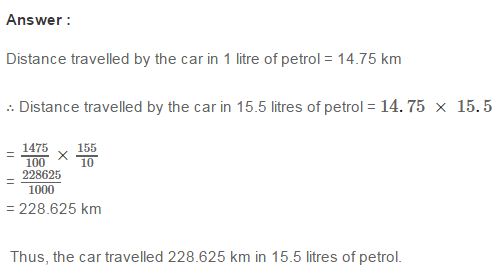 Answer :
Distance travelled by the car in 1 litre of petrol = 14.75 km
∴ Distance travelled by the car in 15.5 litres of petrol = 14.75 × 15.5
= 1475/100 × 155/10
= 228625/1000
= 228.625 km
Thus, the car travelled 228.625 km in 15.5 litres of petrol.